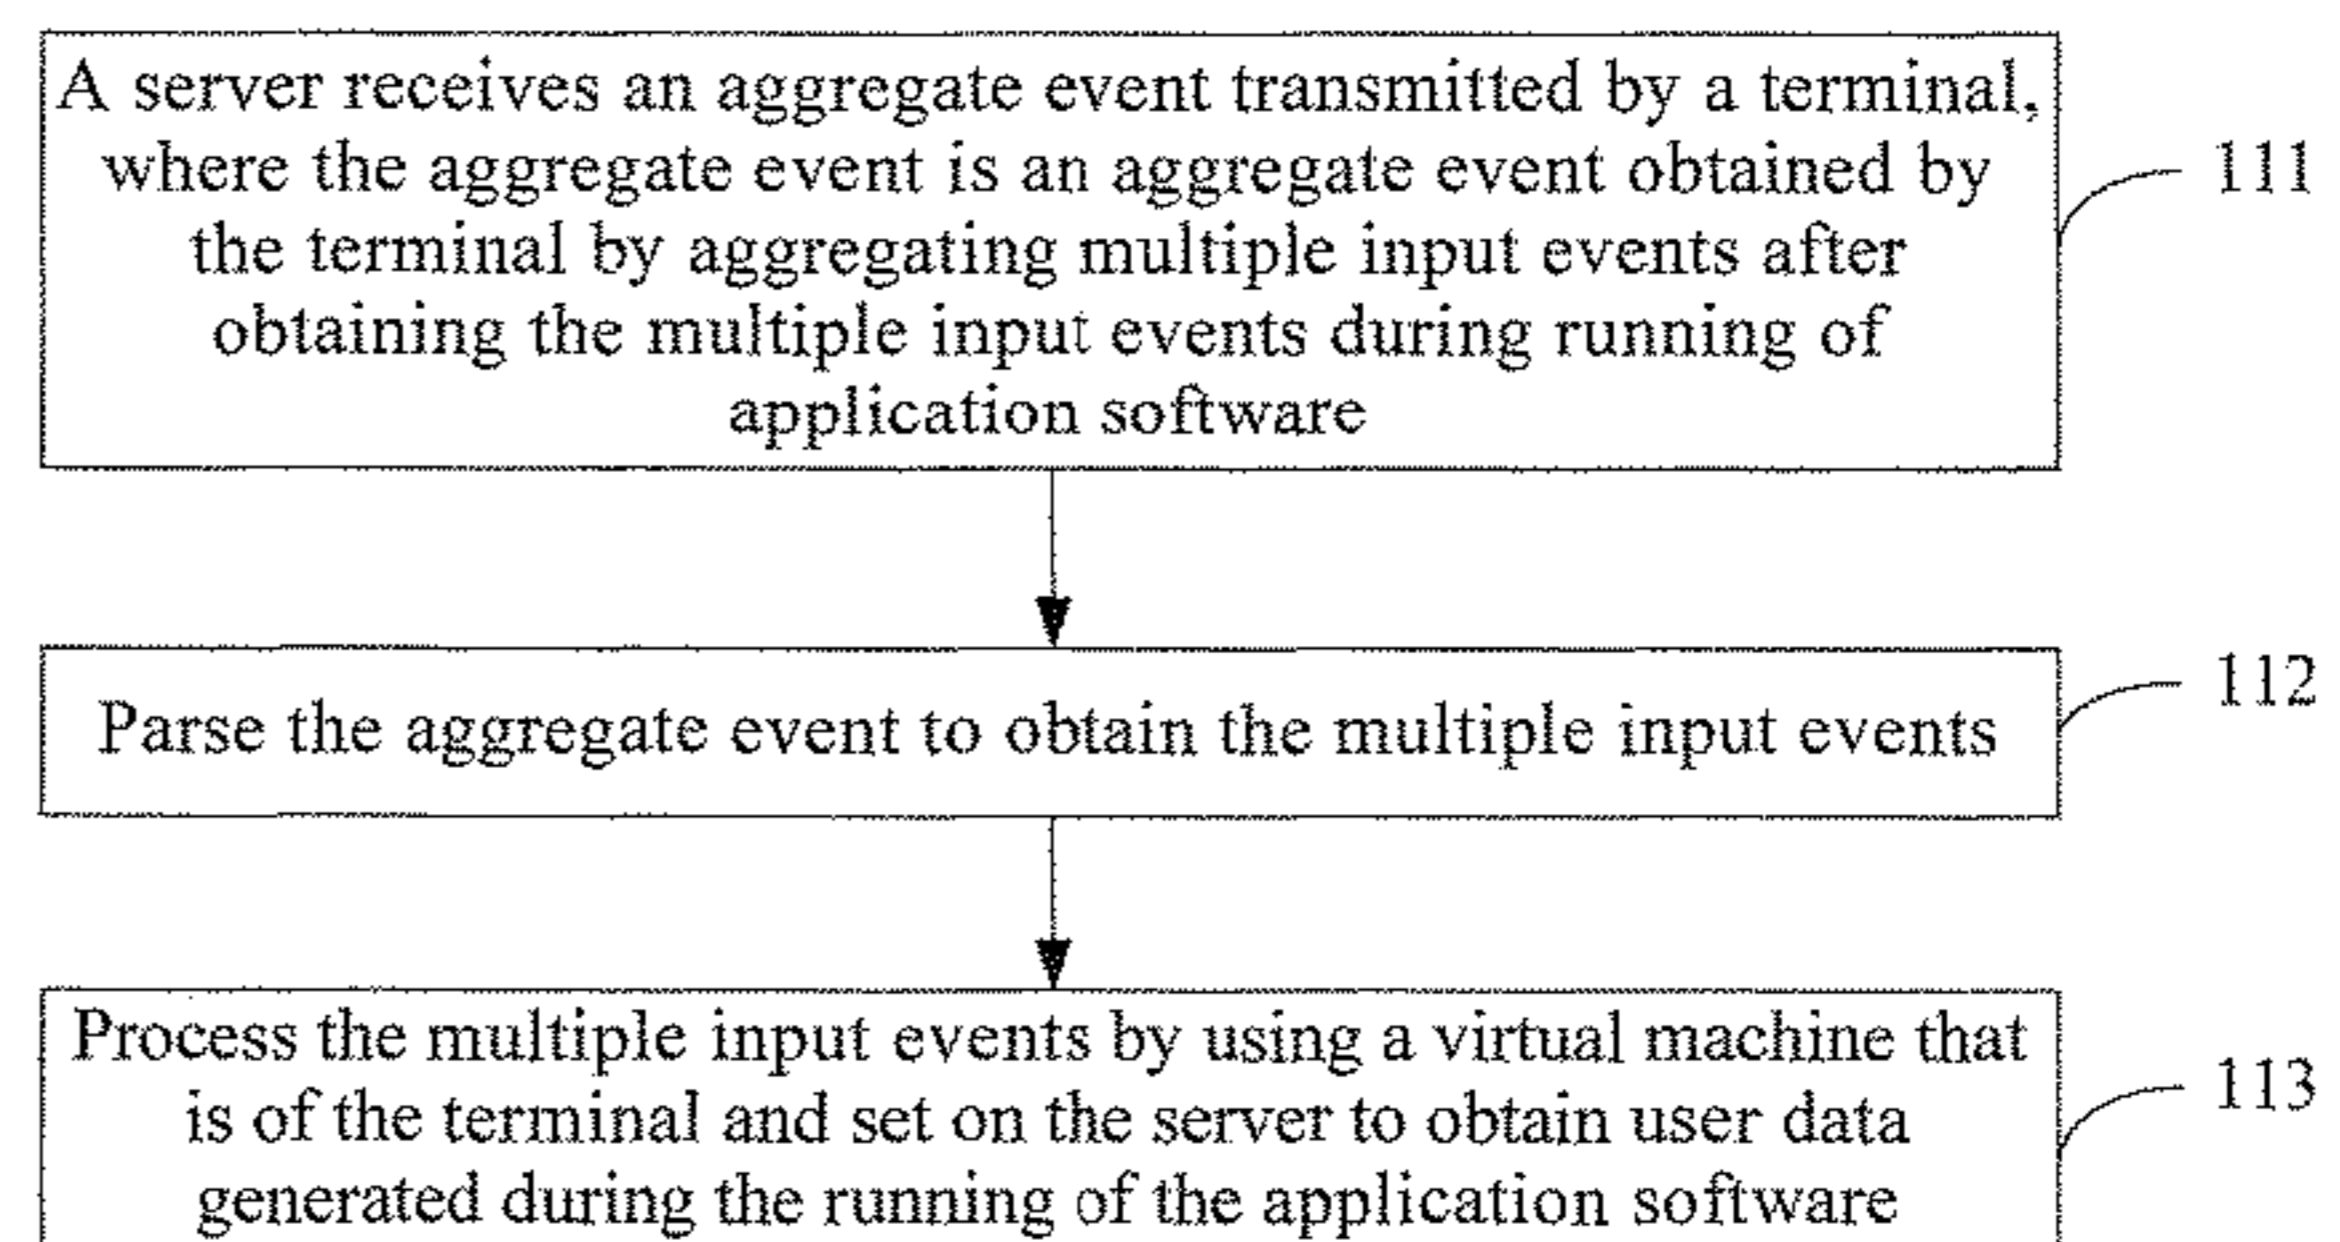 A server receives an aggregate event transmitted by a terminal,
where the aggregate event is an aggregate event obtained by
the terminal by aggregating multiple input events after
obtaining the multiple input events during running of
application software
111
Parse the aggregate event to obtain the multiple input events
112
Process the multiple input events by using a virtual machine that
is of the terminal and set on the server to obtain user data
generated during the running of the application software
113